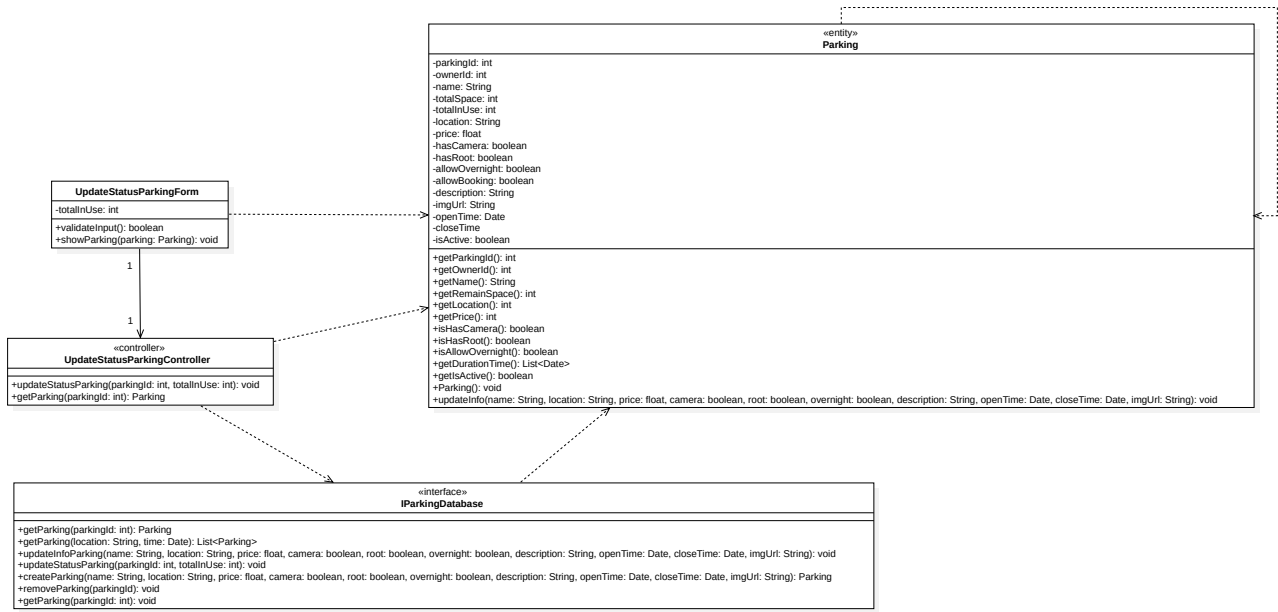 «entity»
Parking
-parkingId: int
-ownerId: int
-name: String
-totalSpace: int
-totalInUse: int
-location: String
-price: float
-hasCamera: boolean
-hasRoot: boolean
-allowOvernight: boolean
-allowBooking: boolean
-description: String
-imgUrl: String
-openTime: Date
-closeTime
-isActive: boolean
+getParkingId(): int
+getOwnerId(): int
+getName(): String
+getRemainSpace(): int
+getLocation(): int
+getPrice(): int
+isHasCamera(): boolean
+isHasRoot(): boolean
+isAllowOvernight(): boolean
+getDurationTime(): List<Date>
+getIsActive(): boolean
+Parking(): void
+updateInfo(name: String, location: String, price: float, camera: boolean, root: boolean, overnight: boolean, description: String, openTime: Date, closeTime: Date, imgUrl: String): void
UpdateStatusParkingForm
-totalInUse: int
+validateInput(): boolean
+showParking(parking: Parking): void
1
1
«controller»
UpdateStatusParkingController
+updateStatusParking(parkingId: int, totalInUse: int): void
+getParking(parkingId: int): Parking
«interface»
IParkingDatabase
+getParking(parkingId: int): Parking
+getParking(location: String, time: Date): List<Parking>
+updateInfoParking(name: String, location: String, price: float, camera: boolean, root: boolean, overnight: boolean, description: String, openTime: Date, closeTime: Date, imgUrl: String): void
+updateStatusParking(parkingId: int, totalInUse: int): void
+createParking(name: String, location: String, price: float, camera: boolean, root: boolean, overnight: boolean, description: String, openTime: Date, closeTime: Date, imgUrl: String): Parking
+removeParking(parkingId): void
+getParking(parkingId: int): void